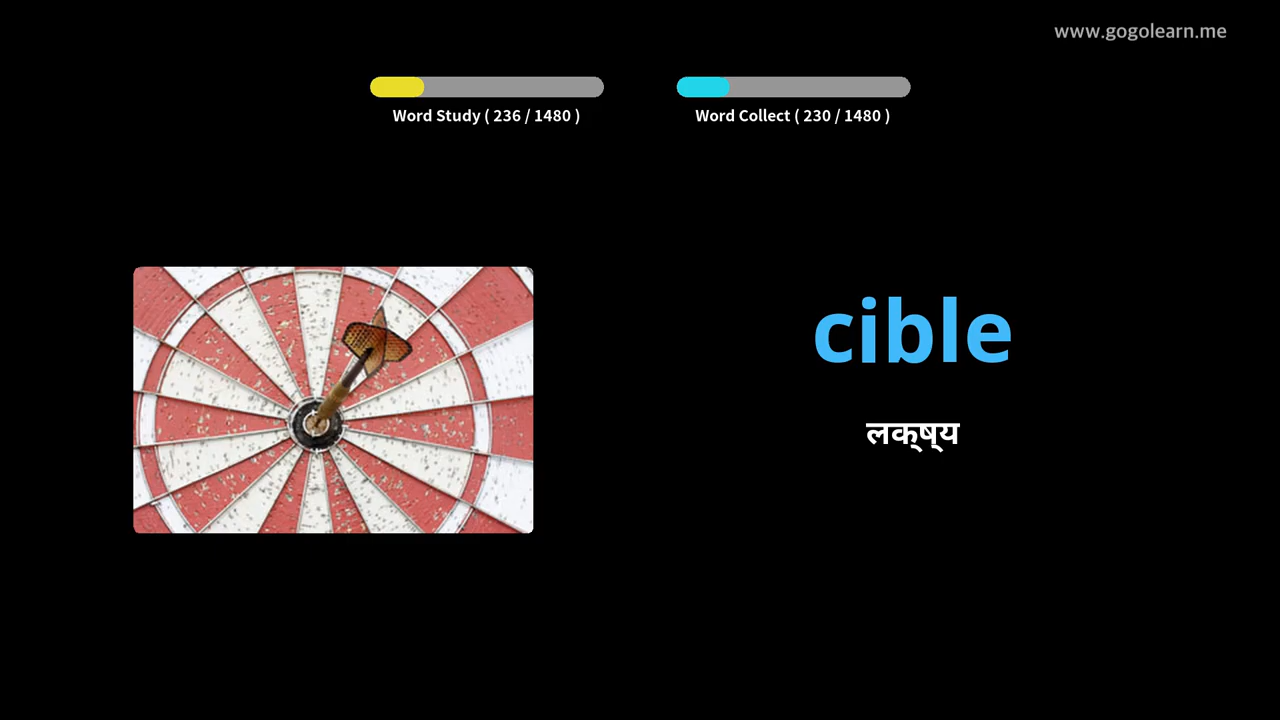 www.gogolearn.me
Word Study ( 236 / 1480 )
Word Collect ( 230 / 1480 )
cible
लक्ष्य